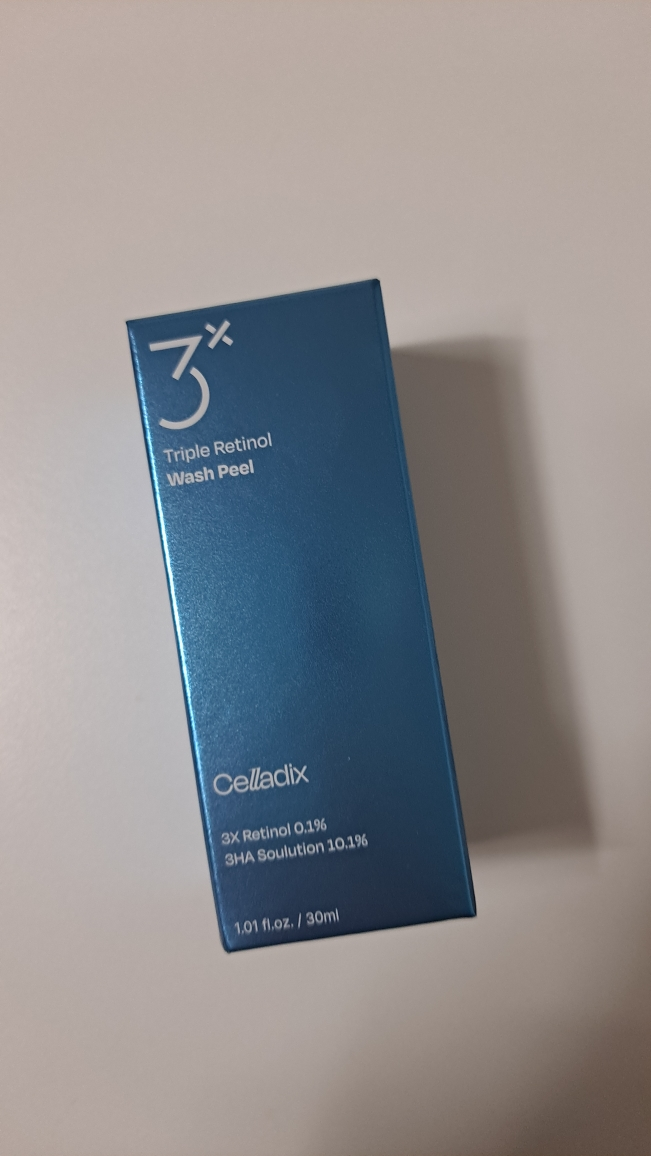 3x
Triple Retinol
Wash Peel
Celladix
3X Retinol 0.1%
3HA Soulution 10.1%
1.01 fl.oz. / 30ml